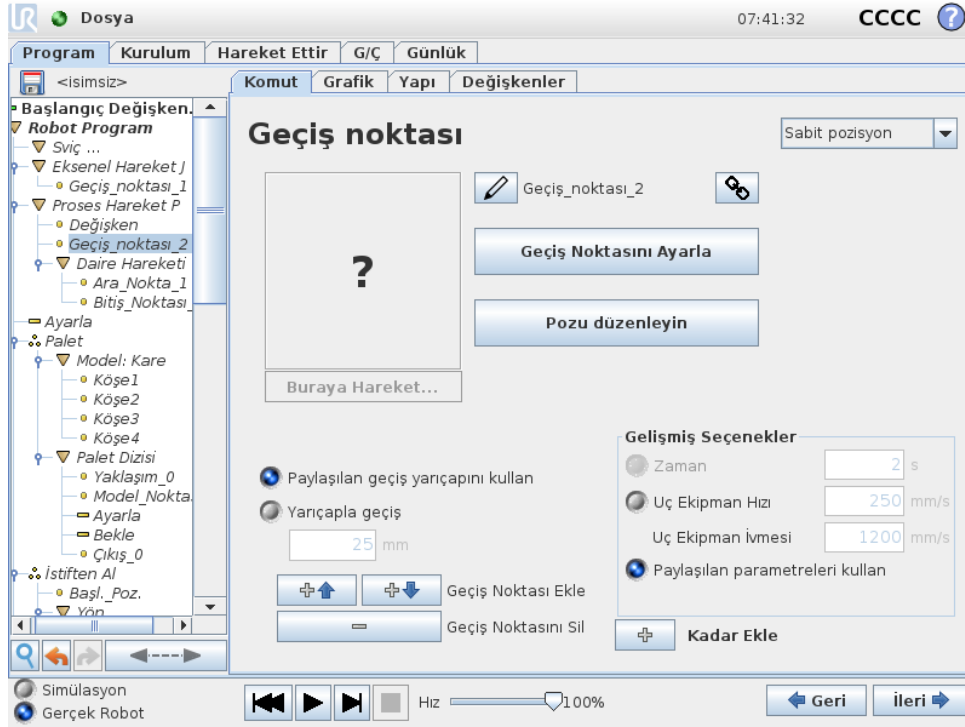 UR Dosya 07:41:32 CCCC ?
Program Kurulum Hareket Ettir G/Ç Günlük
<isimsiz>
Komut Grafik Yapı Değişkenler
Başlangıç Değişken.
Robot Program
Sviç ...
Eksenel Hareket J
Geçiş_noktası_1
Proses Hareket P
Değişken
Geçiş_noktası_2
Daire Hareketi
Ara_Nokta_1
Bitiş_Noktası_
Ayarla
Palet
Model: Kare
Köşe1
Köşe2
Köşe3
Köşe4
Palet Dizisi
Yaklaşım_0
Model_Nokta
Ayarla
Bekle
Çıkış_0
İstiften Al
Başl._Poz.
Yön
Geçiş noktası
Sabit pozisyon
?
Geçiş_noktası_2
Geçiş Noktasını Ayarla
Pozu düzenleyin
Buraya Hareket...
Paylaşılan geçiş yarıçapını kullan
Yarıçapla geçiş
25 mm
Geçiş Noktası Ekle
Geçiş Noktasını Sil
Gelişmiş Seçenekler
Zaman 2 s
Uç Ekipman Hızı 250 mm/s
Uç Ekipman İvmesi 1200 mm/s
Paylaşılan parametreleri kullan
Kadar Ekle
Simülasyon
Gerçek Robot
Hız 100%
Geri İleri